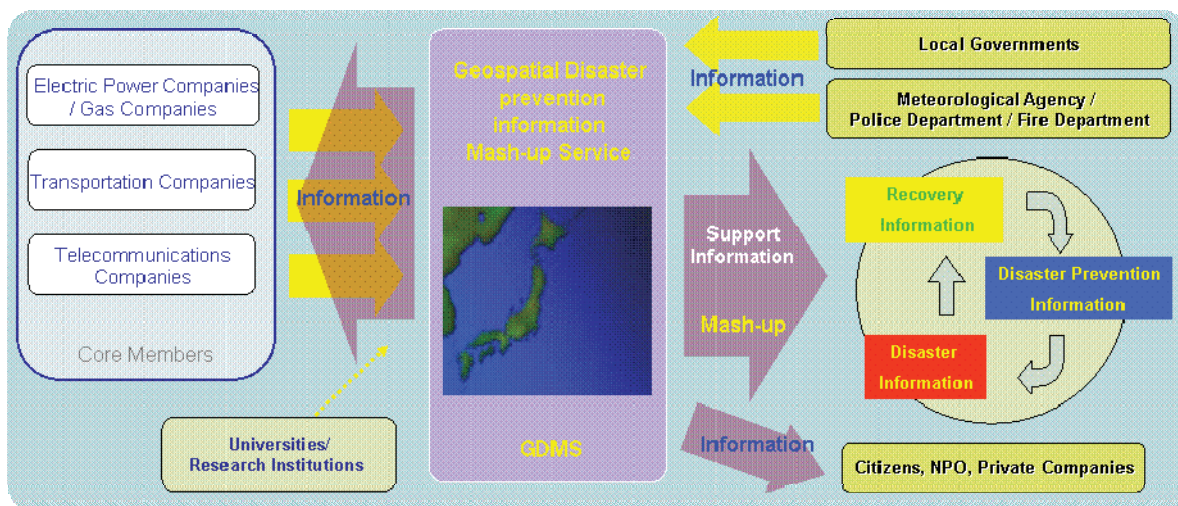 Electric Power Companies
/ Gas Companies
Transportation Companies
Telecommunications
Companies
Core Members
Information
Universities/
Research Institutions
Geospatial Disaster
prevention
information
Mash-up Service
GDMS
Information
Local Governments
Meteorological Agency /
Police Department / Fire Department
Support
Information
Mash-up
Recovery
Information
Disaster Prevention
Information
Disaster
Information
Information
Citizens, NPO, Private Companies